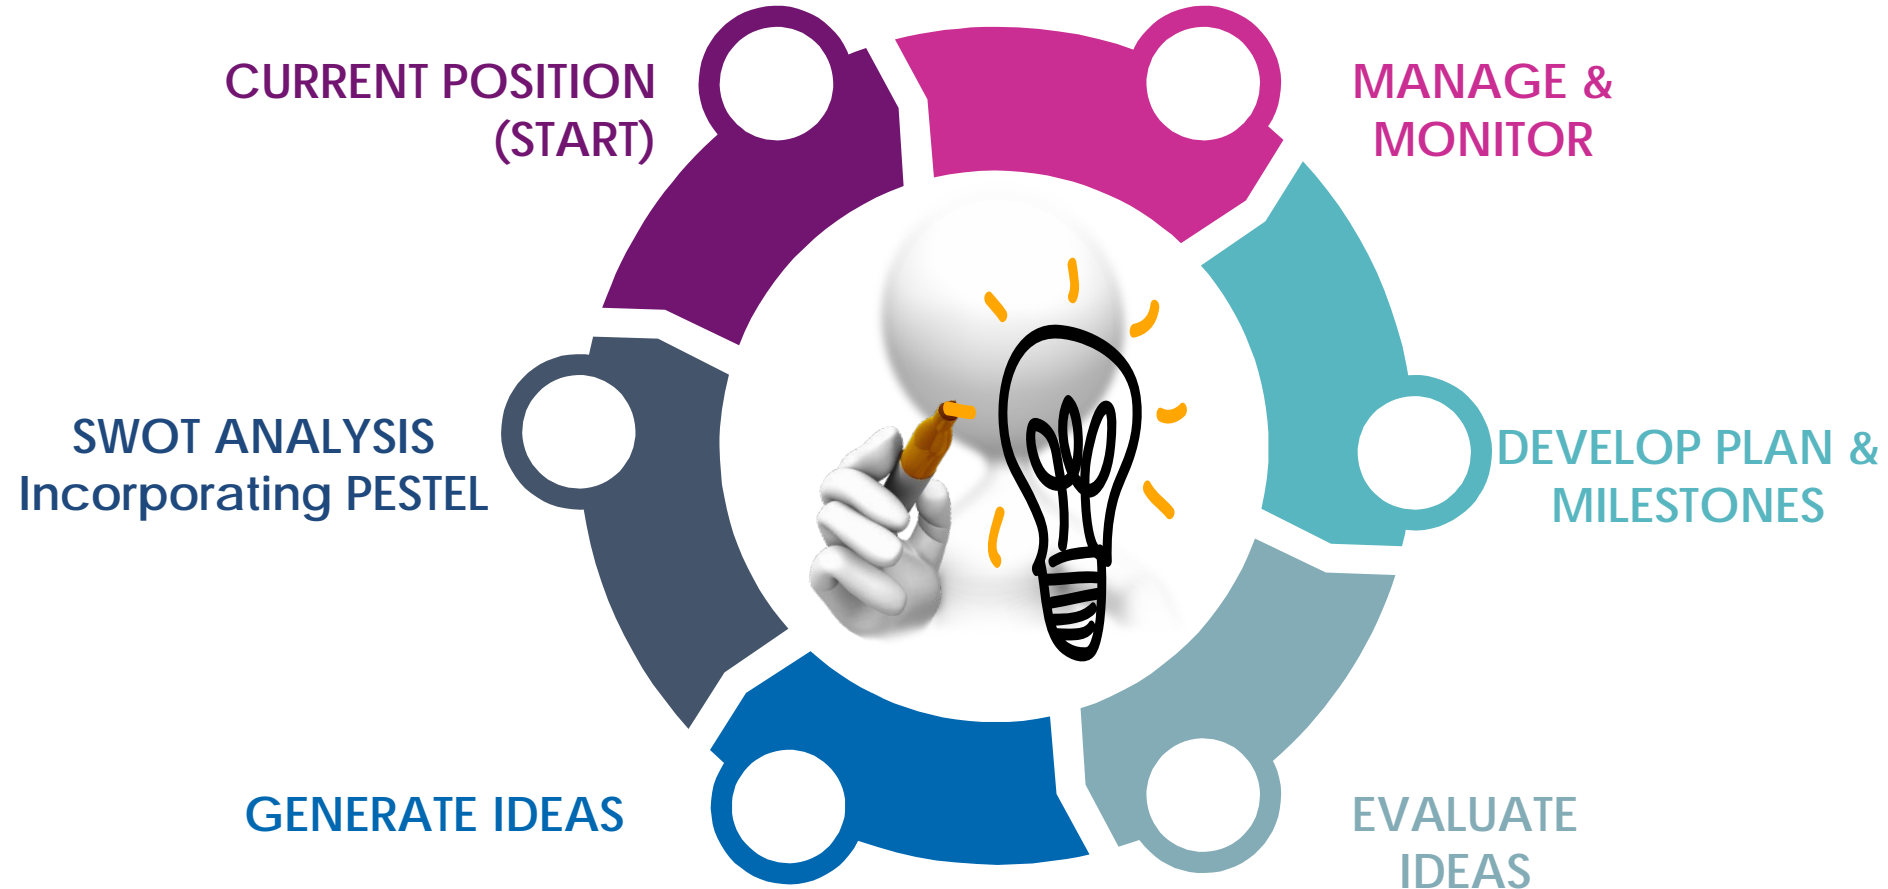 CURRENT POSITION
(START)
MANAGE &
MONITOR
SWOT ANALYSIS
Incorporating PESTEL
DEVELOP PLAN &
MILESTONES
GENERATE IDEAS
EVALUATE
IDEAS